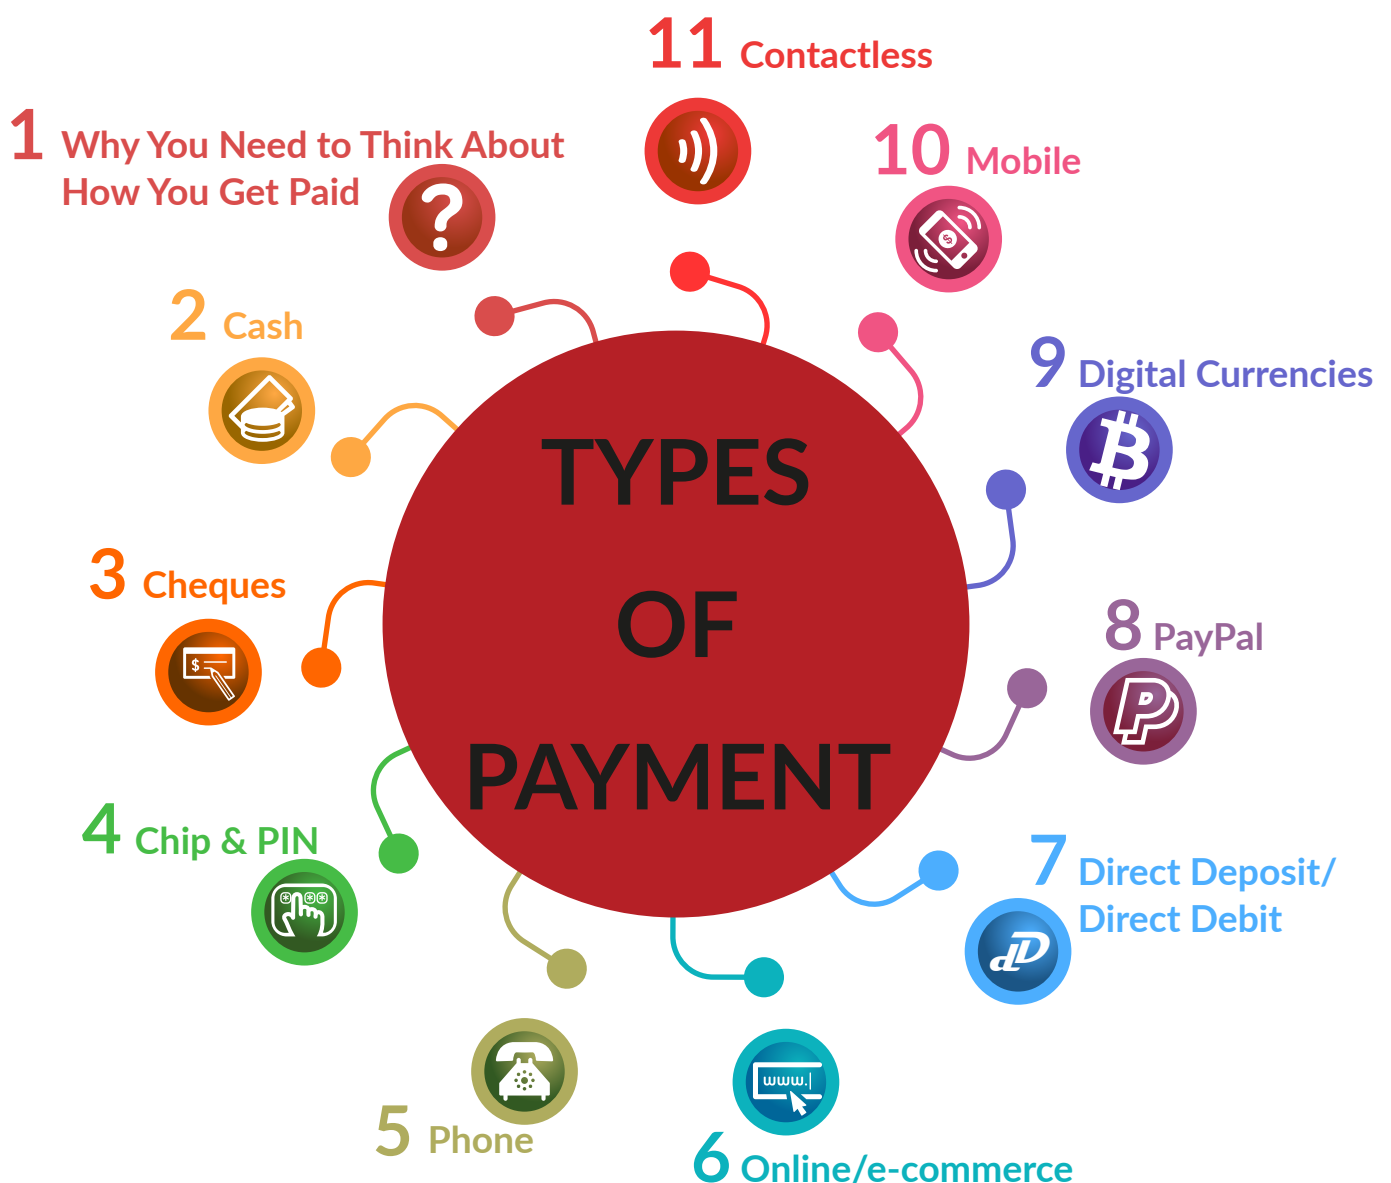 TYPES
OF
PAYMENT
1 Why You Need to Think About
How You Get Paid
2 Cash
3 Cheques
$
4 Chip & PIN
****
5 Phone
6 Online/e-commerce
www.|
7 Direct Deposit/
Direct Debit
dD
8 PayPal
P
9 Digital Currencies
10 Mobile
$
11 Contactless